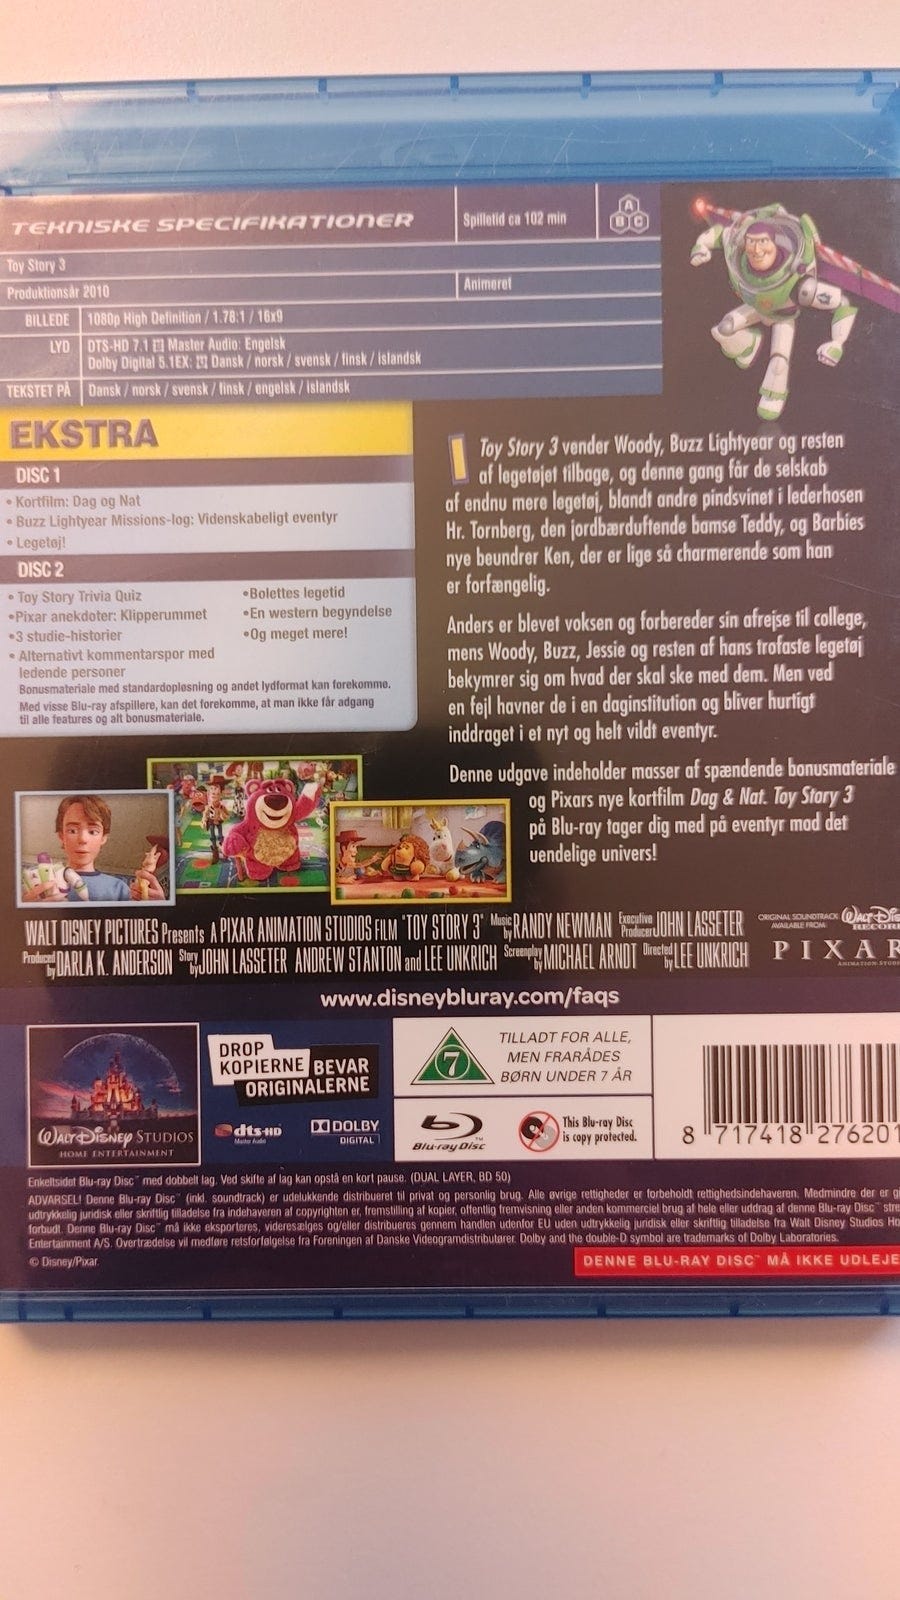 TEKNISKE SPECIFIKATIONER
Spilletid ca 102 min
A
B C
Toy Story 3
Produktionsår 2010
Animeret
BILLEDE 1080p High Definition / 1.78:1 / 16x9
LYD DTS-HD 7.1 Master Audio: Engelsk
Dolby Digital 5.1EX: Dansk / norsk / svensk / finsk / islandsk
TEKSTET PÅ Dansk / norsk / svensk / finsk / engelsk / islandsk
EKSTRA
DISC 1
• Kortfilm: Dag og Nat
• Buzz Lightyear Missions-log: Videnskabeligt eventyr
• Legetøj!
DISC 2
• Toy Story Trivia Quiz
•Pixar anekdoter: Klipperummet
•3 studie-historier
• Alternativt kommentarspor med
ledende personer
•Bolettes legetid
•En western begyndelse
•Og meget mere!
Bonusmateriale med standardopløsning og andet lydformat kan forekomme.
Med visse Blu-ray afspillere, kan det forekomme, at man ikke får adgang
til alle features og alt bonusmateriale.
I Toy Story 3 vender Woody, Buzz Lightyear og resten
af legetøjet tilbage, og denne gang får de selskab
af endnu mere legetøj, blandt andre pindsvinet i lederhosen
Hr. Tornberg, den jordbærduftende bamse Teddy, og Barbies
nye beundrer Ken, der er lige så charmerende som han
er forfængelig.
Anders er blevet voksen og forbereder sin afrejse til college,
mens Woody, Buzz, Jessie og resten af hans trofaste legetøj
bekymrer sig om hvad der skal ske med dem. Men ved
en fejl havner de i en daginstitution og bliver hurtigt
inddraget i et nyt og helt vildt eventyr.
Denne udgave indeholder masser af spændende bonusmateriale
og Pixars nye kortfilm Dag & Nat. Toy Story 3
på Blu-ray tager dig med på eventyr mod det
uendelige univers!
WALT DISNEY PICTURES Presents A PIXAR ANIMATION STUDIOS FILM "TOY STORY 3" Music by RANDY NEWMAN Executive Producer JOHN LASSETER
Produced by DARLA K. ANDERSON Story by JOHN LASSETER ANDREW STANTON and LEE UNKRICH Screenplay by MICHAEL ARNDT Directed by LEE UNKRICH
ORIGINAL SOUNDTRACK
AVAILABLE FROM
WALT DIS
RECOR
PIXAR
ANIMATION STUD
www.disneybluray.com/faqs
WALT DISNEY STUDIOS
HOME ENTERTAINMENT
DROP
KOPIERNE BEVAR
ORIGINALERNE
dts-HD
Master Audio
DOLBY
DIGITAL
7
TILLADT FOR ALLE,
MEN FRARÅDES
BØRN UNDER 7 ÅR
Blu-ray Disc™
This Blu-ray Disc
is copy protected.
8 717418 276201
Enkeltsidet Blu-ray Disc™ med dobbelt lag. Ved skifte af lag kan opstå en kort pause. (DUAL LAYER, BD 50)
ADVARSEL! Denne Blu-ray Disc™ (inkl. soundtrack) er udelukkende distribueret til privat og personlig brug. Alle øvrige rettigheder er forbeholdt rettighedsindehaveren. Medmindre der er gi
udtrykkelig juridisk eller skriftlig tilladelse fra indehaveren af copyrighten er, fremstilling af kopier, offentlig fremvisning eller anden kommerciel brug af hele eller uddrag af denne Blu-ray Disc™ stre
forbudt. Denne Blu-ray Disc™ må ikke eksporteres, videresælges og/eller distribueres gennem handlen udenfor EU uden udtrykkelig juridisk eller skriftlig tilladelse fra Walt Disney Studios Ho
Entertainment A/S. Overtrædelse vil medføre retsforfølgelse fra Foreningen af Danske Videogramdistributører. Dolby and the double-D symbol are trademarks of Dolby Laboratories.
© Disney/Pixar.
DENNE BLU-RAY DISC™ MÅ IKKE UDLEJE